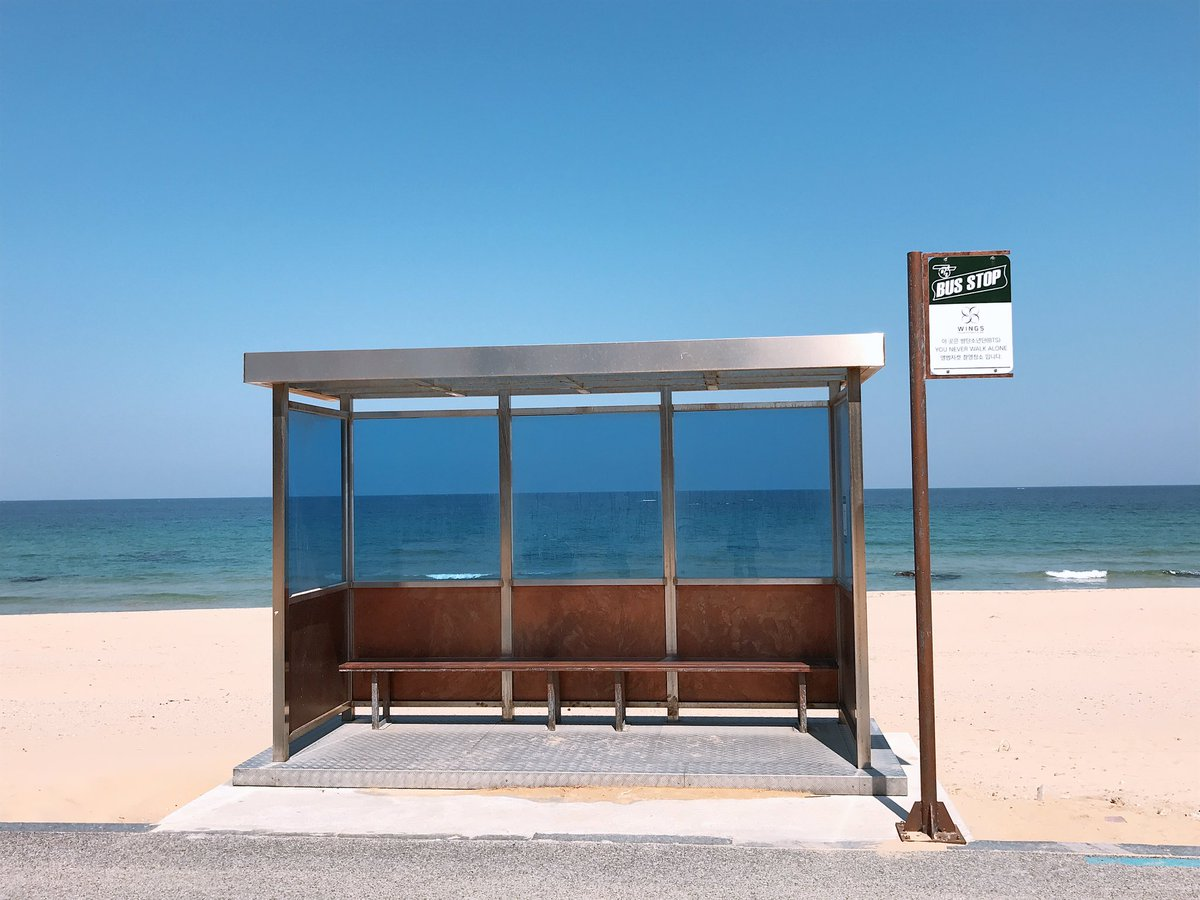 BUS STOP
WINGS
이 곳은 방탄소년단(BTS)
YOU NEVER WALK ALONE
앨범자켓 촬영장소 입니다.